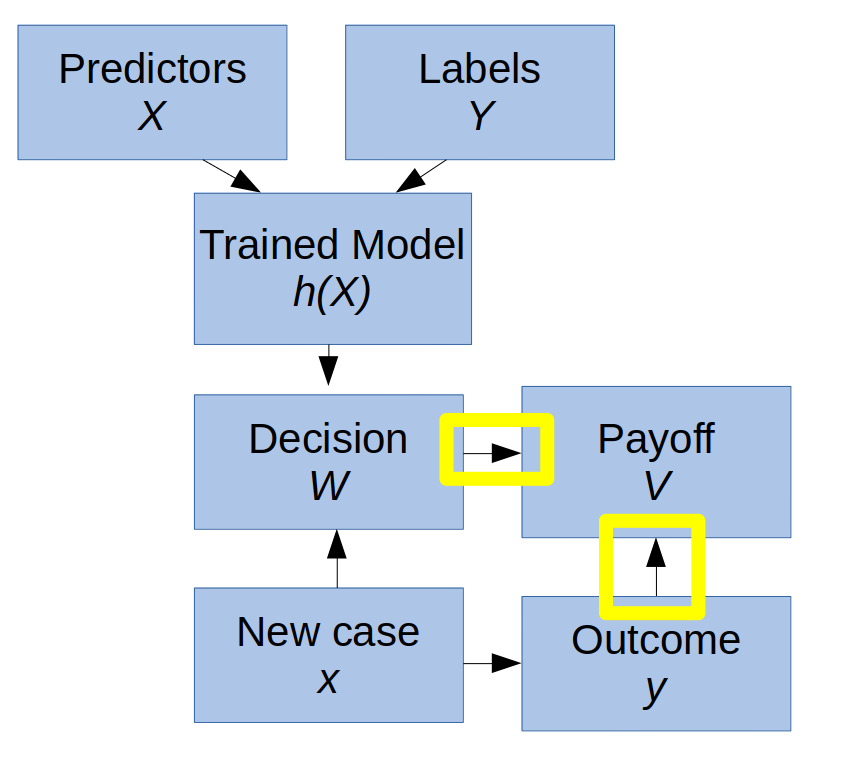 Predictors
X
Labels
Y
Trained Model
h(X)
Decision
W
Payoff
V
New case
x
Outcome
y